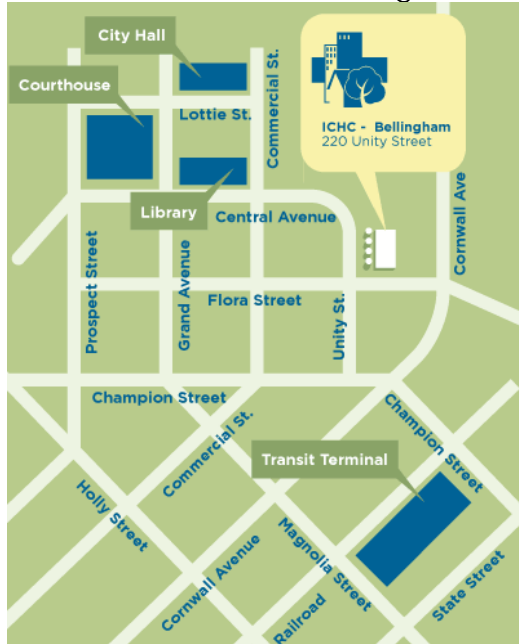 City Hall
Courthouse
Lottie St.
Commercial St.
ICHC - Bellingham
220 Unity Street
Library
Central Avenue
Cornwall Ave
Prospect Street
Grand Avenue
Flora Street
Unity St.
Champion Street
Commercial St.
Champion Street
Transit Terminal
Holly Street
Cornwall Avenue
Magnolia Street
Railroad
State Street